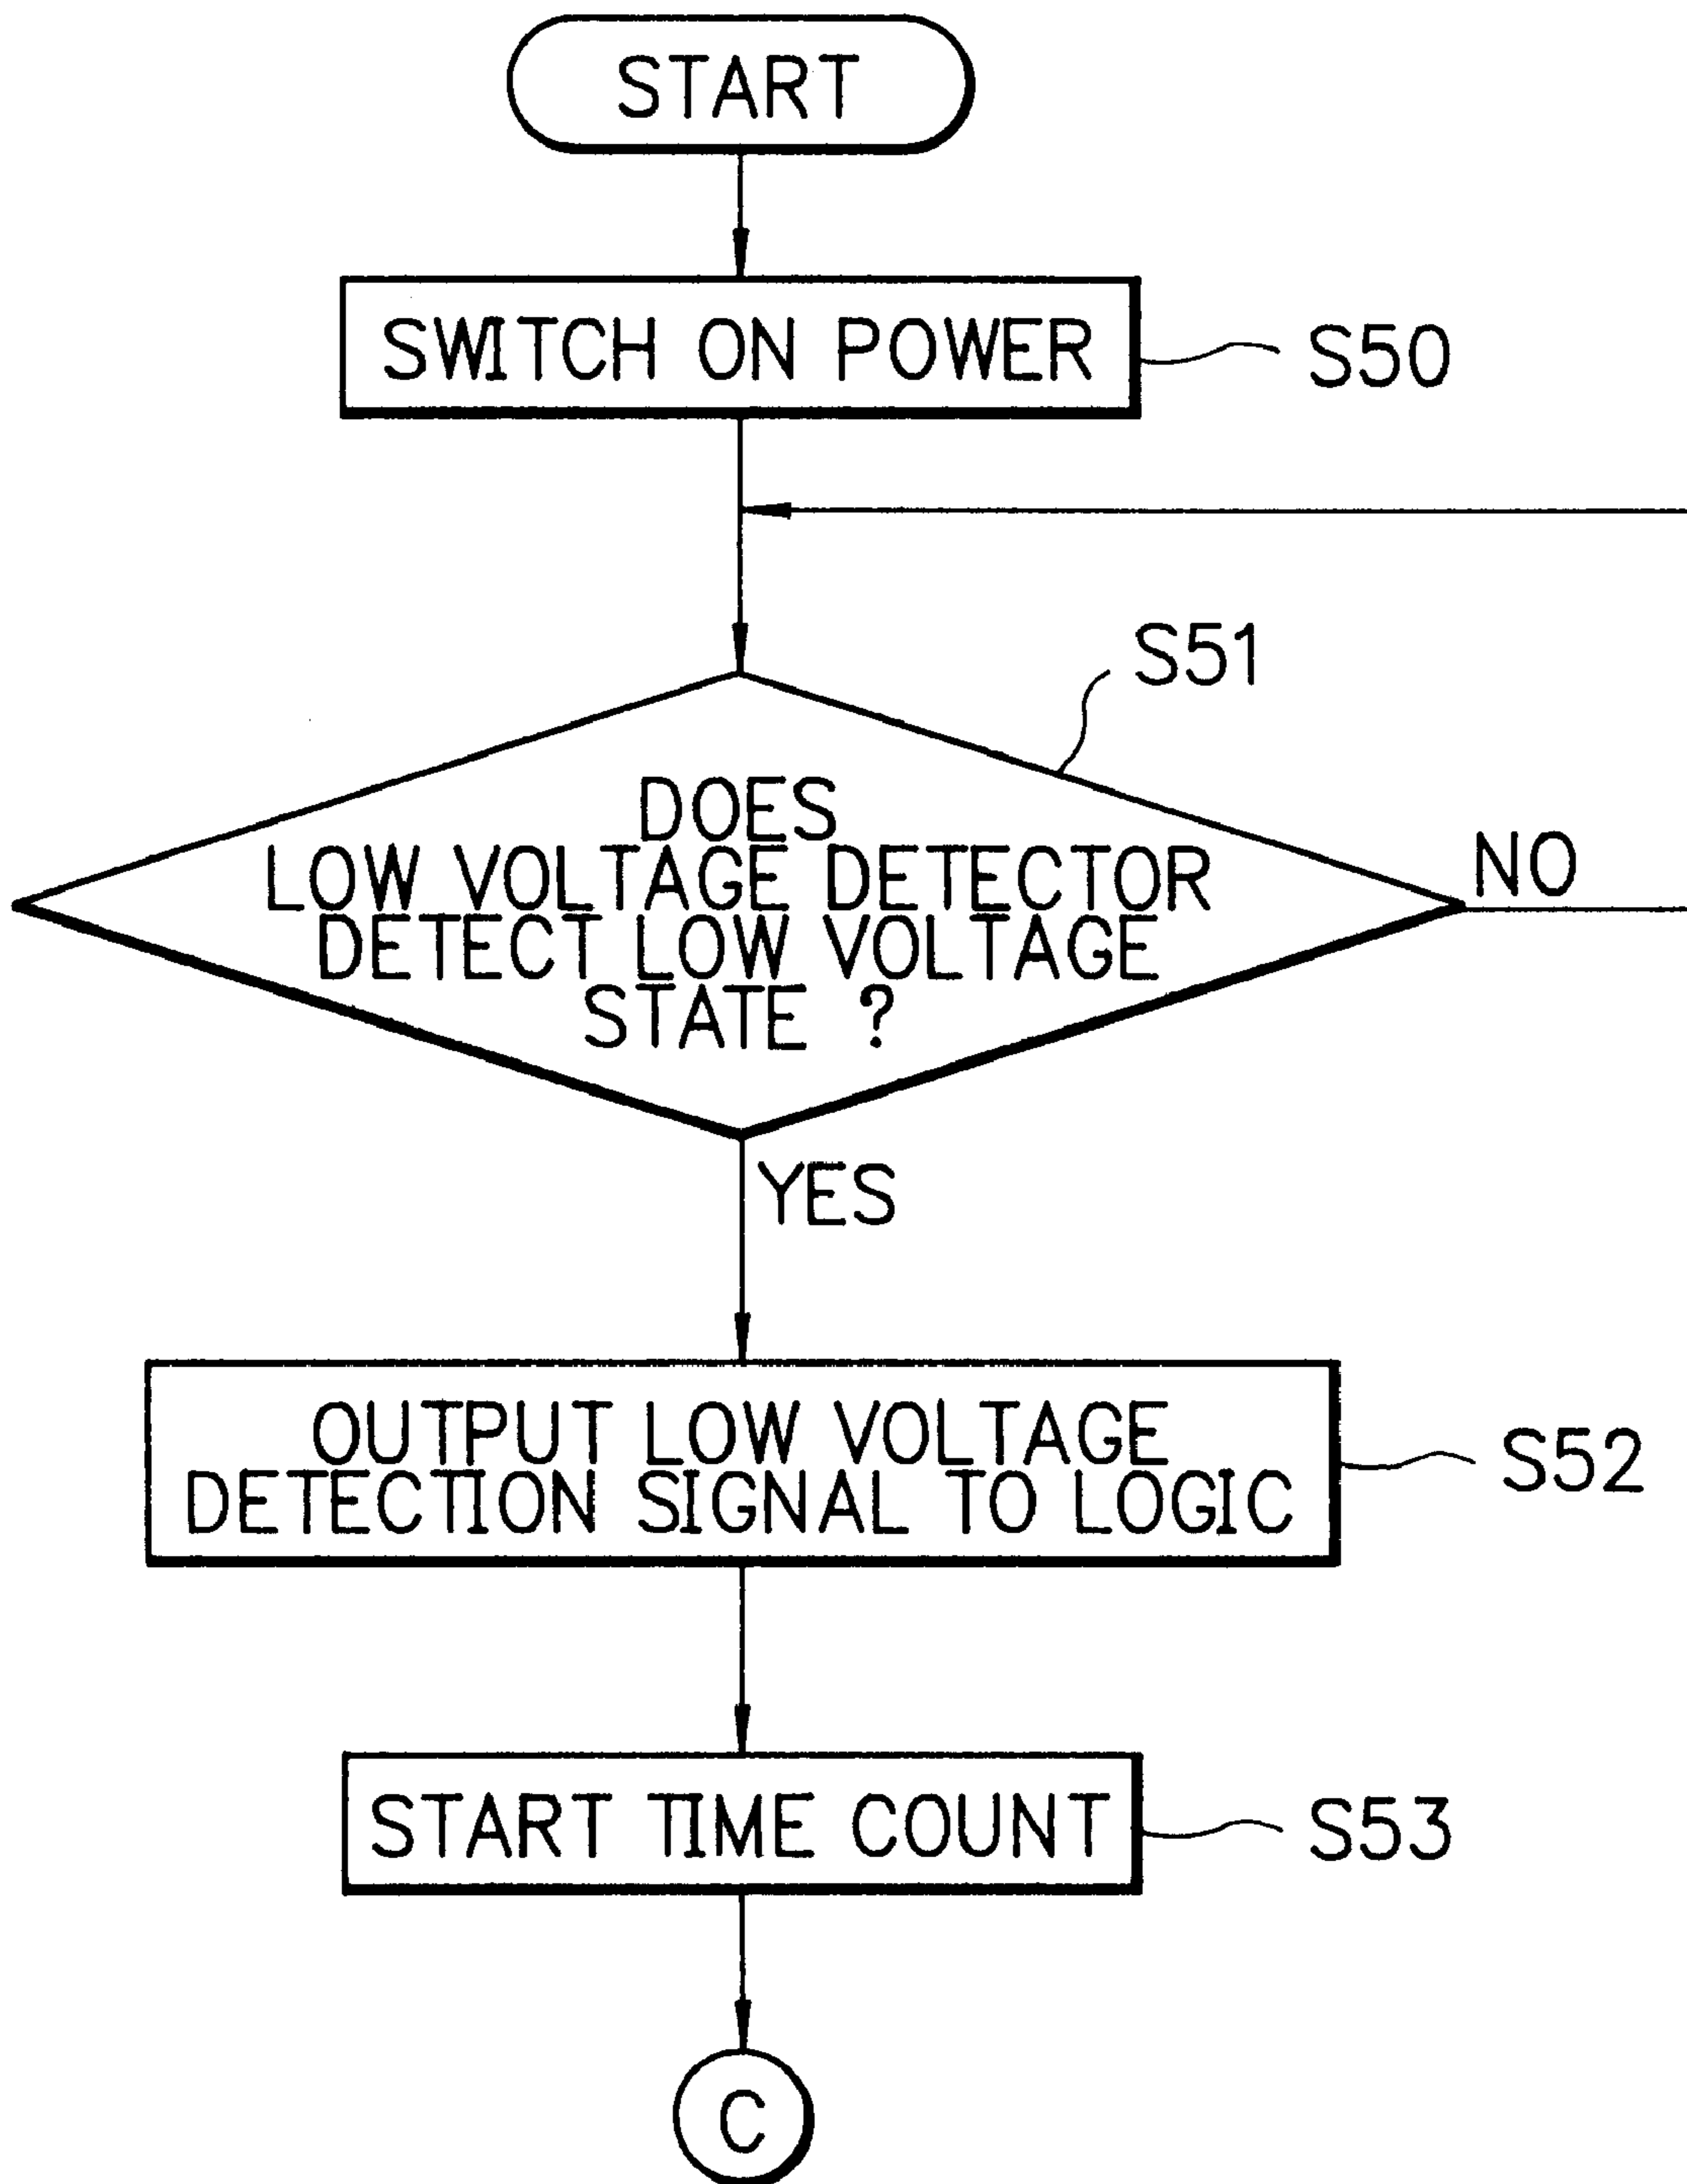 START
SWITCH ON POWER
S50
S51
DOES
LOW VOLTAGE DETECTOR
DETECT LOW VOLTAGE
STATE ?
NO
YES
OUTPUT LOW VOLTAGE
DETECTION SIGNAL TO LOGIC
S52
START TIME COUNT
S53
C